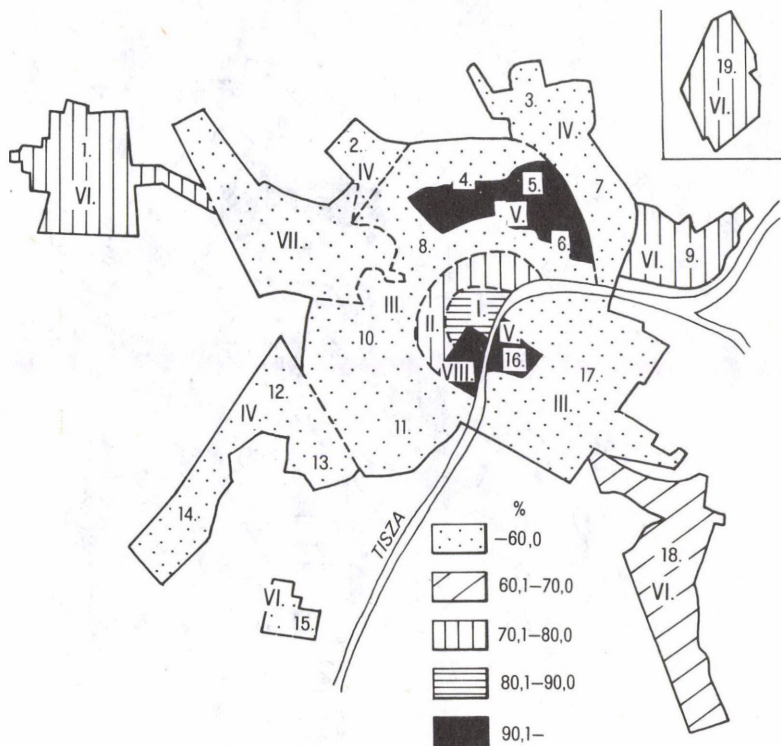 19.
VI.
3.
IV.
1.
VI.
2.
IV.
4.
5.
7.
V.
VII.
8.
6.
VI.
9.
III.
I.
II.
V.
10.
VIII.
16.
17.
III.
12.
IV.
11.
13.
14.
TISZA
18.
VI.
VI.
15.
%
–60,0
60,1–70,0
70,1–80,0
80,1–90,0
90,1–